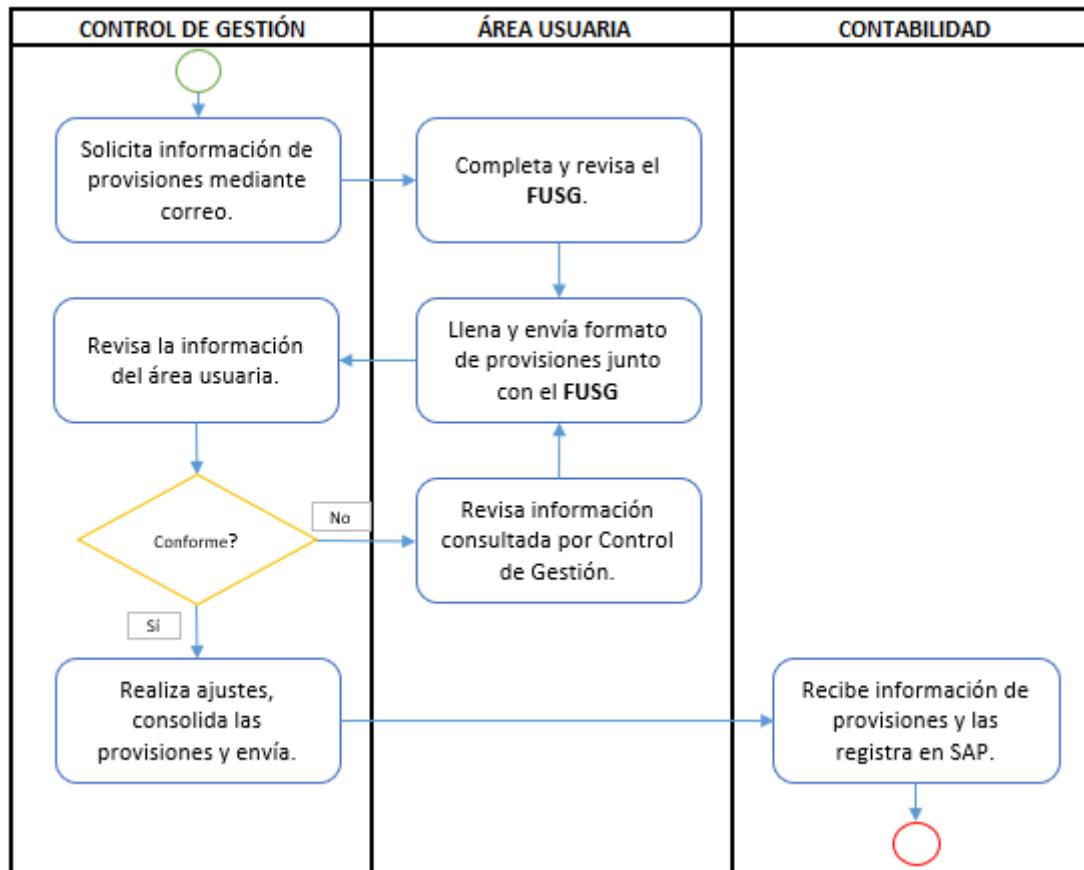 CONTROL DE GESTIÓN
ÁREA USUARIA
CONTABILIDAD
Solicita información de
provisiones mediante
correo.
Completa y revisa el
FUSG.
Revisa la información
del área usuaria.
Llena y envía formato
de provisiones junto
con el FUSG
Conforme?
No
Revisa información
consultada por Control
de Gestión.
Sí
Realiza ajustes,
consolida las
provisiones y envía.
Recibe información de
provisiones y las
registra en SAP.